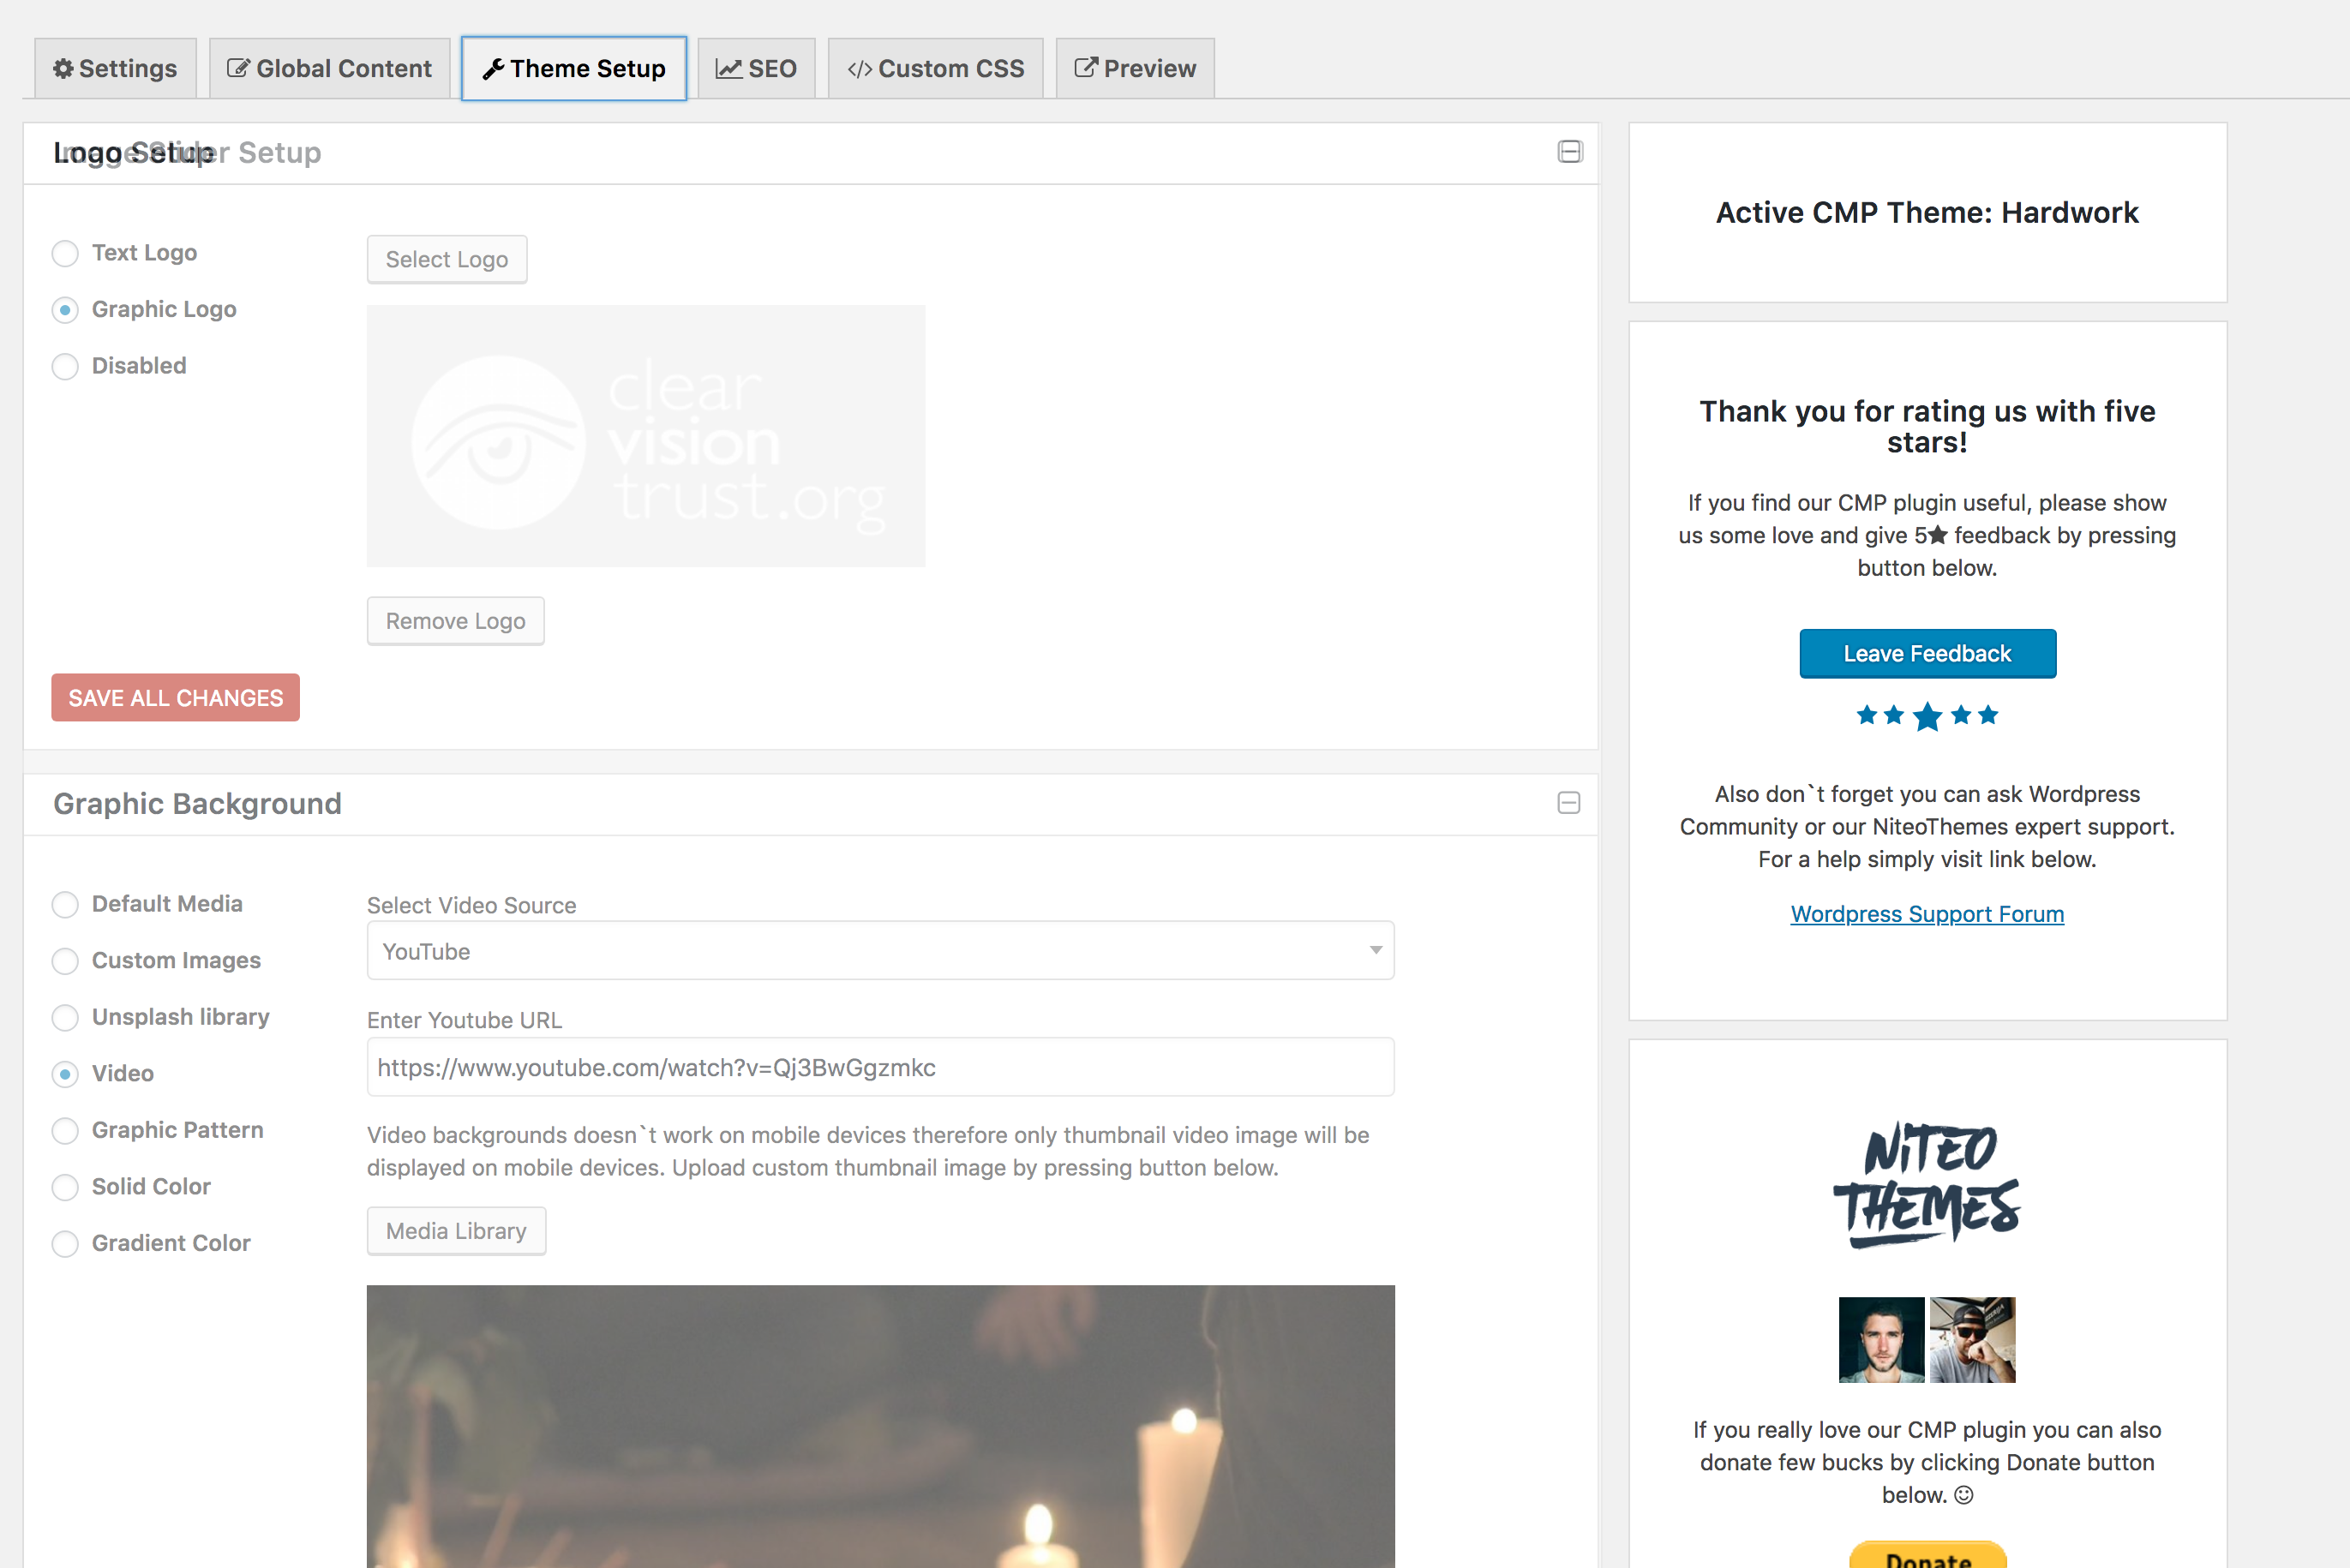 Settings
Global Content
Theme Setup
SEO
Custom CSS
Preview
Logo Setup
Image Slider Setup
Text Logo
Graphic Logo
Disabled
Select Logo
clear
vision
trust.org
Remove Logo
SAVE ALL CHANGES
Graphic Background
Default Media
Custom Images
Unsplash library
Video
Graphic Pattern
Solid Color
Gradient Color
Select Video Source
YouTube
Enter Youtube URL
https://www.youtube.com/watch?v=Qj3BwGgzmkc
Video backgrounds doesn`t work on mobile devices therefore only thumbnail video image will be
displayed on mobile devices. Upload custom thumbnail image by pressing button below.
Media Library
Active CMP Theme: Hardwork
Thank you for rating us with five
stars!
If you find our CMP plugin useful, please show
us some love and give 5★ feedback by pressing
button below.
Leave Feedback
Also don`t forget you can ask Wordpress
Community or our NiteoThemes expert support.
For a help simply visit link below.
Wordpress Support Forum
NiTEO
THEMES
If you really love our CMP plugin you can also
donate few bucks by clicking Donate button
below. ☺
Donate